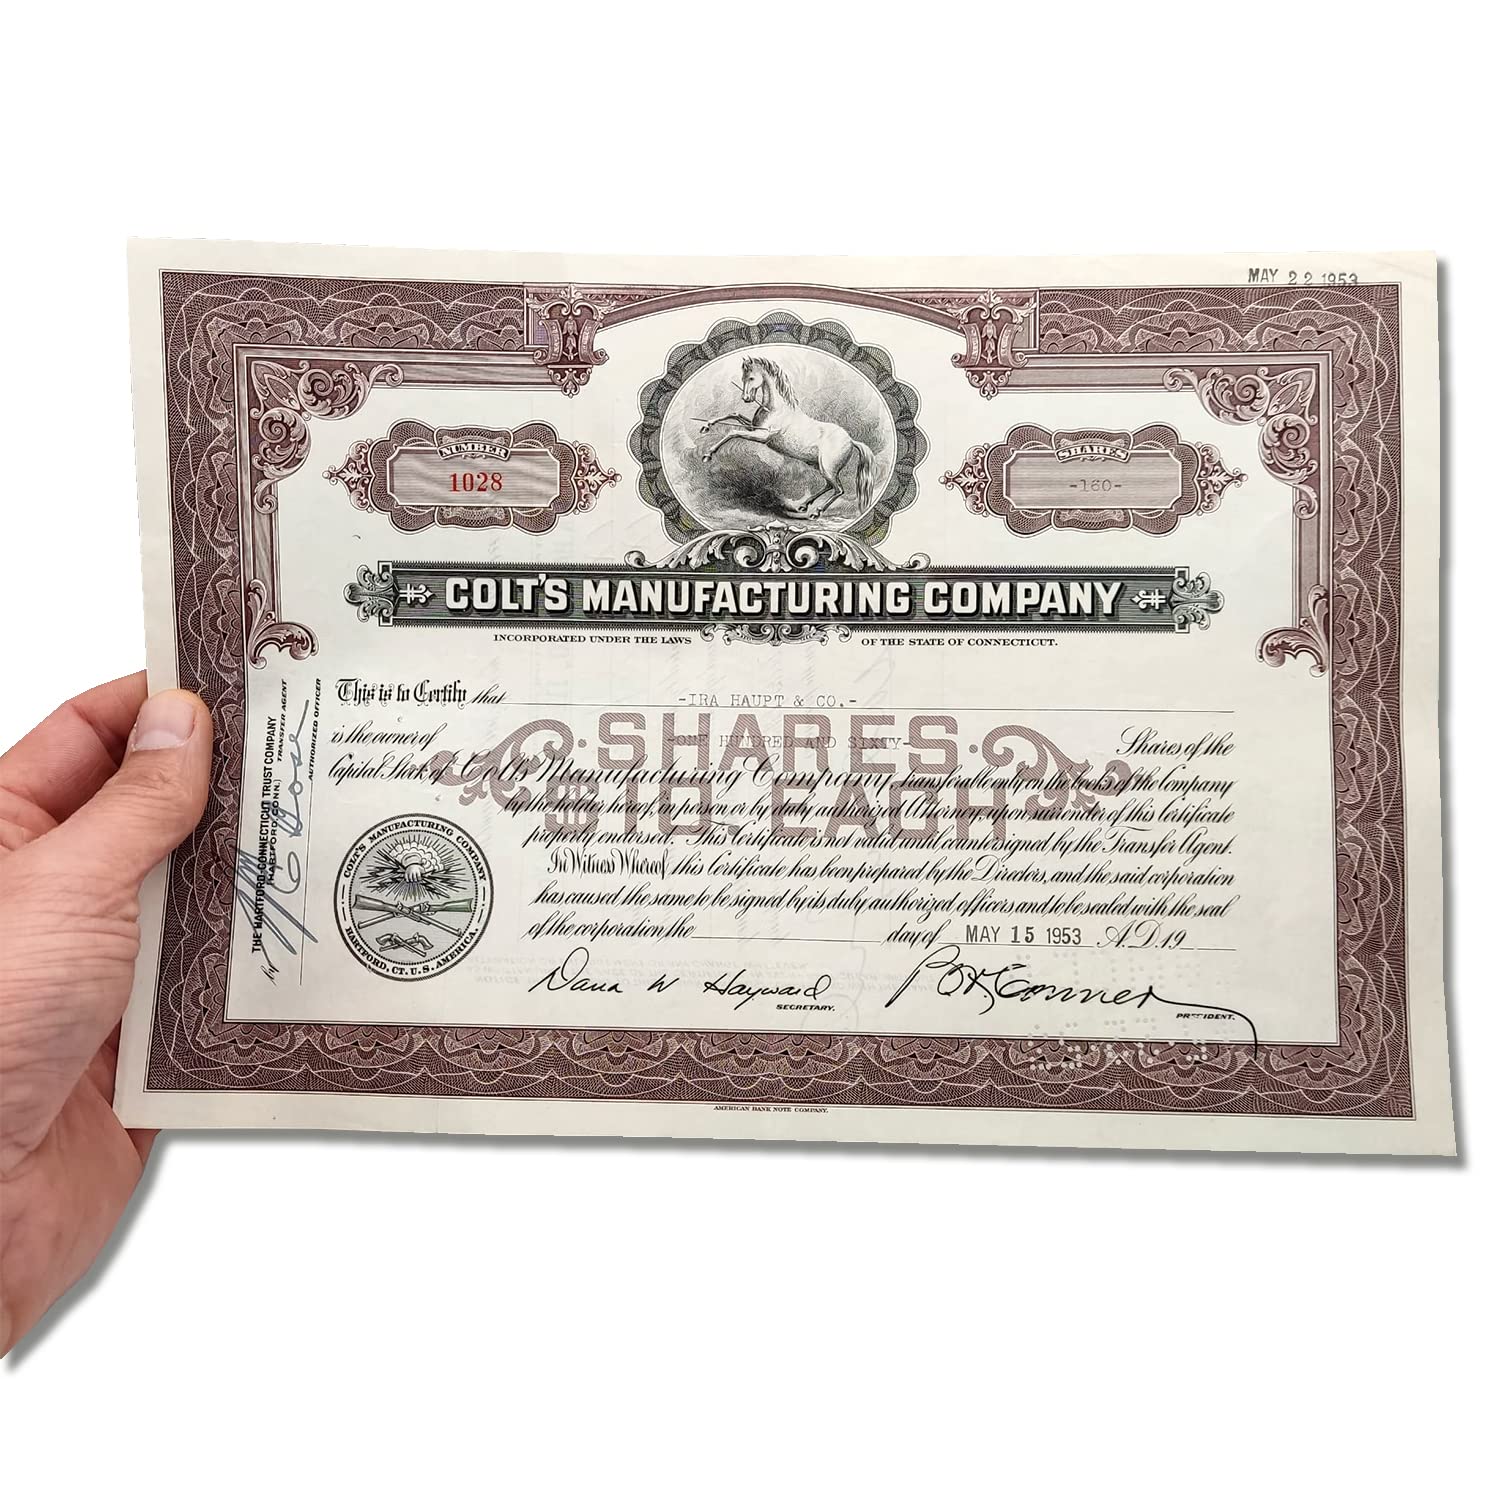 MAY 22 1953
NUMBER
1028
SHARES
-160-
COLT'S MANUFACTURING COMPANY
INCORPORATED UNDER THE LAWS OF THE STATE OF CONNECTICUT.
This is to Certify that -IRA HAUPT & CO.-
SHARES
$10 EACH
is the owner of -ONE HUNDRED AND SIXTY- Shares of the
Capital Stock of Colt's Manufacturing Company, transferable only on the books of the Company
by the holder hereof, in person or by duly authorized Attorney, upon surrender of this Certificate
properly endorsed. This Certificate is not valid until countersigned by the Transfer Agent.
In Witness Whereof, this Certificate has been prepared by the Directors, and the said corporation
has caused the same to be signed by its duly authorized officers and to be sealed with the seal
of the corporation, the day of MAY 15 1953 A.D. 19
Dana W Hayward
SECRETARY.
PRESIDENT.
COLT'S MANUFACTURING COMPANY
HARTFORD, CT. U.S. AMERICA.
THE HARTFORD-CONNECTICUT TRUST COMPANY
(HARTFORD, CONN.) TRANSFER AGENT
by
AUTHORIZED OFFICER
AMERICAN BANK NOTE COMPANY.